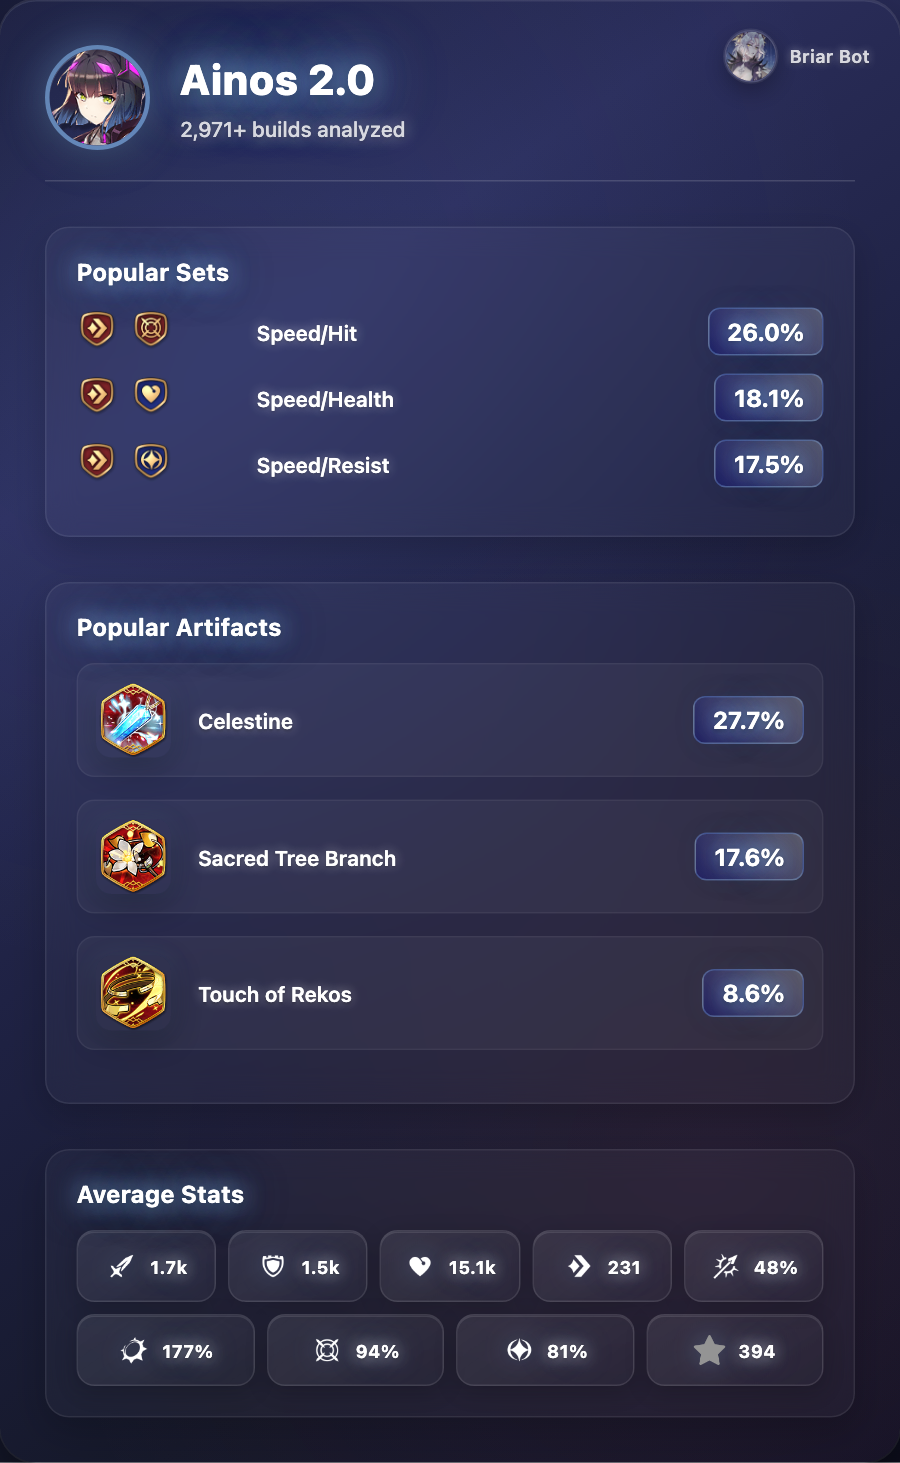 Ainos 2.0
2,971+ builds analyzed
Briar Bot
Popular Sets
Speed/Hit
26.0%
Speed/Health
18.1%
Speed/Resist
17.5%
Popular Artifacts
Celestine
27.7%
Sacred Tree Branch
17.6%
Touch of Rekos
8.6%
Average Stats
1.7k
1.5k
15.1k
231
48%
177%
94%
81%
394